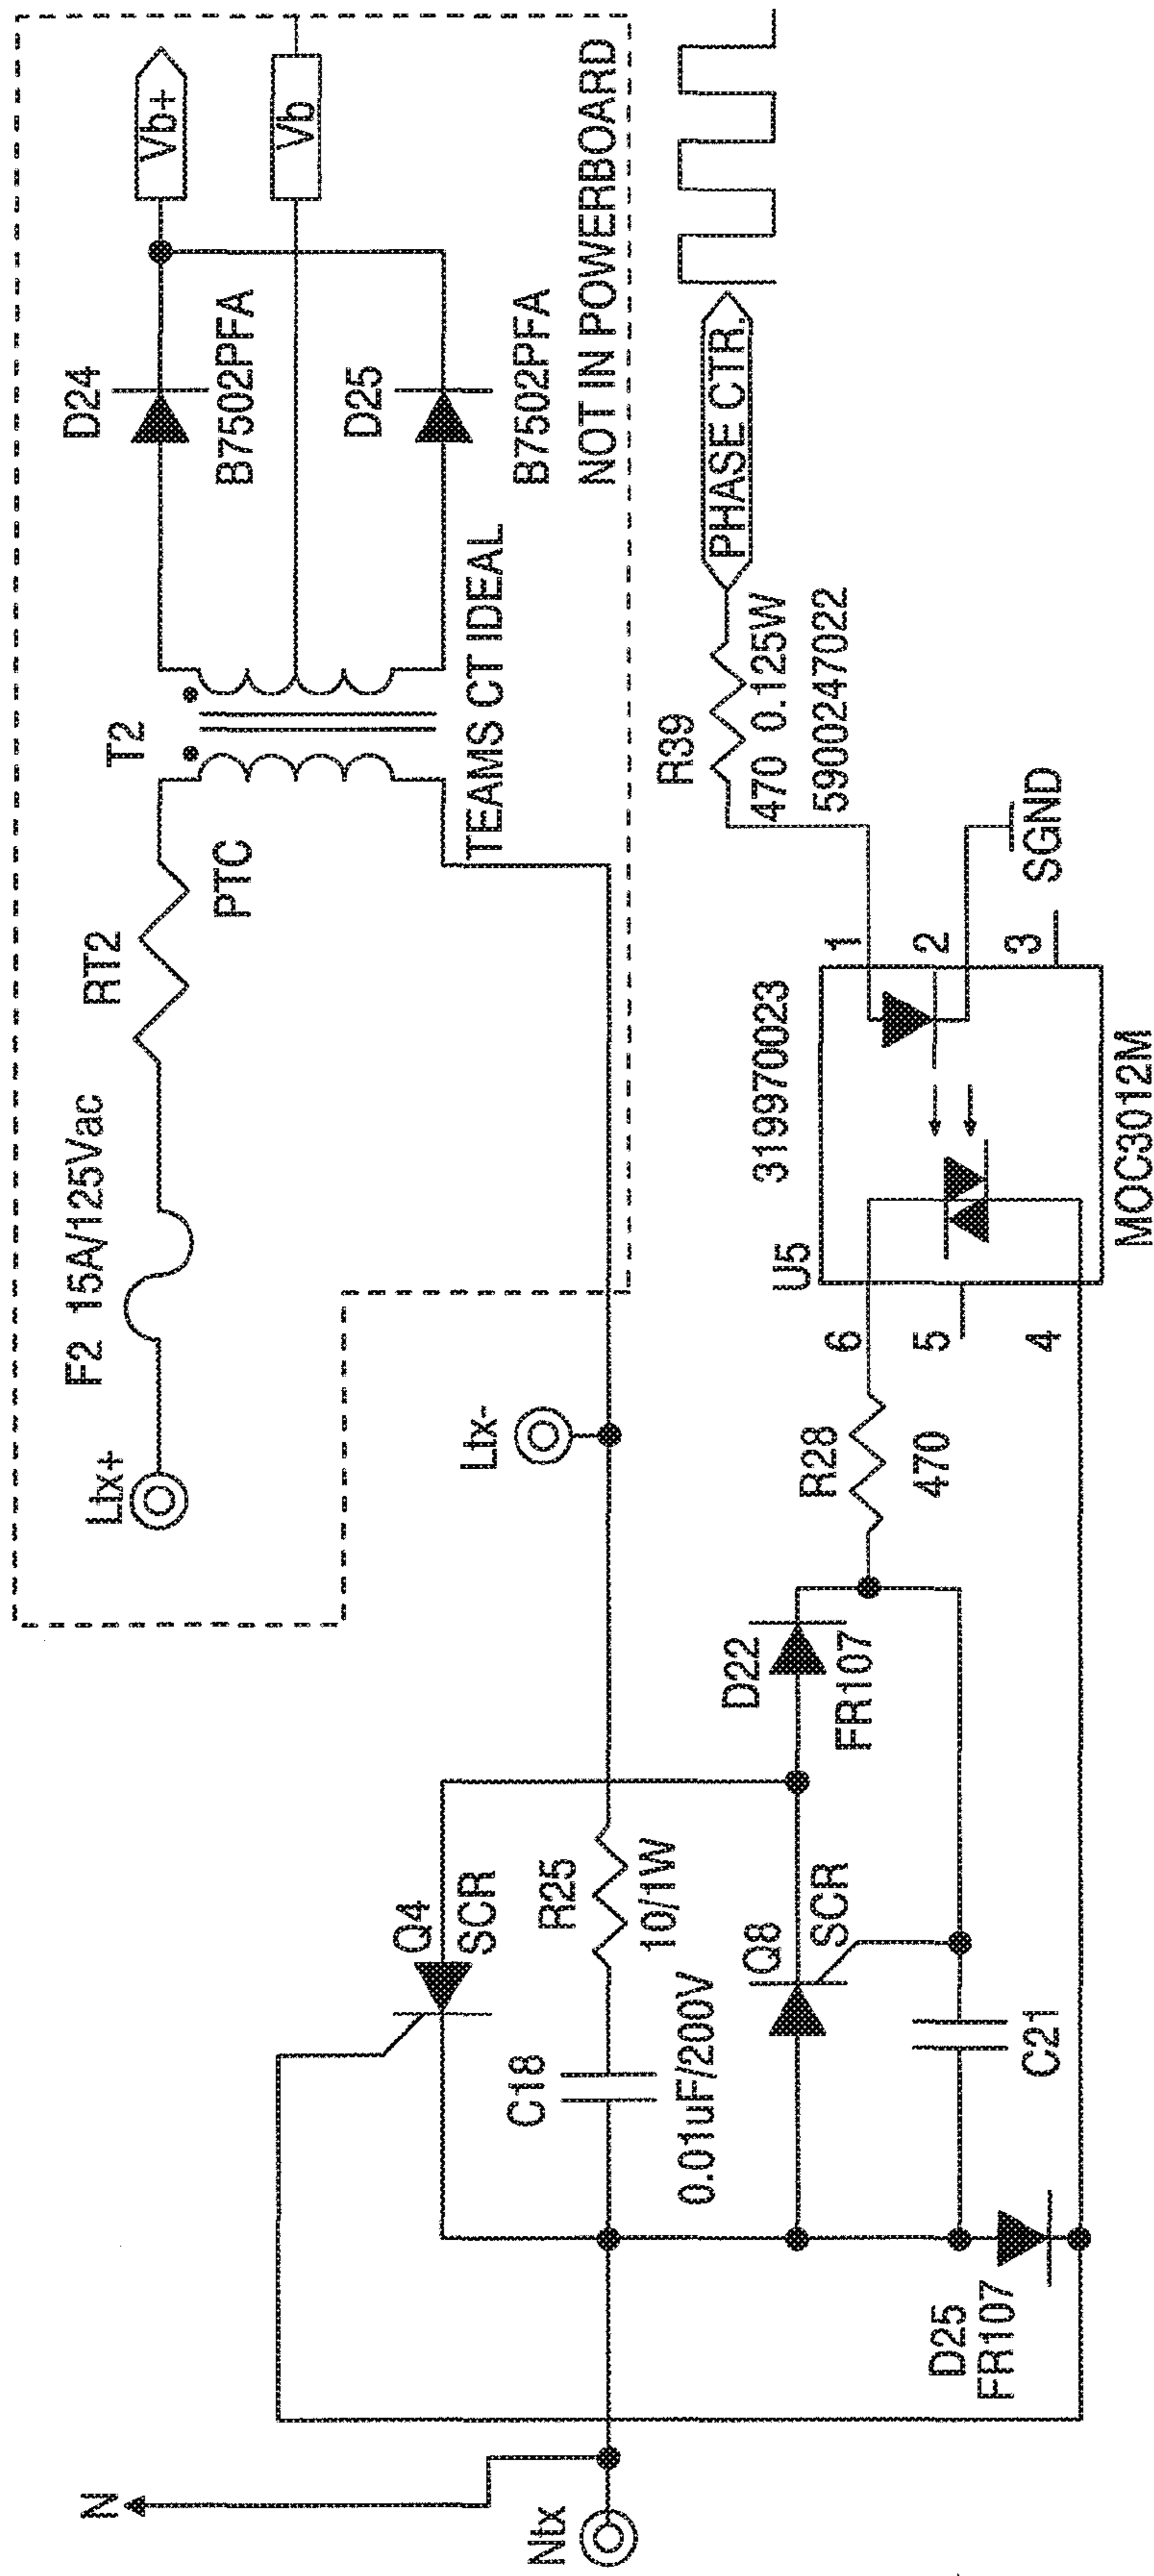 Vb+
Vb
D24
B7502PFA
D25
B7502PFA
NOT IN POWERBOARD
T2
TEAMS CT IDEAL
RT2
PTC
F2 15A/125Vac
Ltx+
Ltx-
PHASE CTR.
R39
470 0.125W
5900247022
SGND
319970023
1
2
3
U5
MOC3012M
6
5
4
R28
470
D22
FR107
Q4
SCR
R25
10/1W
C18
0.01uF/200V
Q8
SCR
C21
D25
FR107
N
Ntx